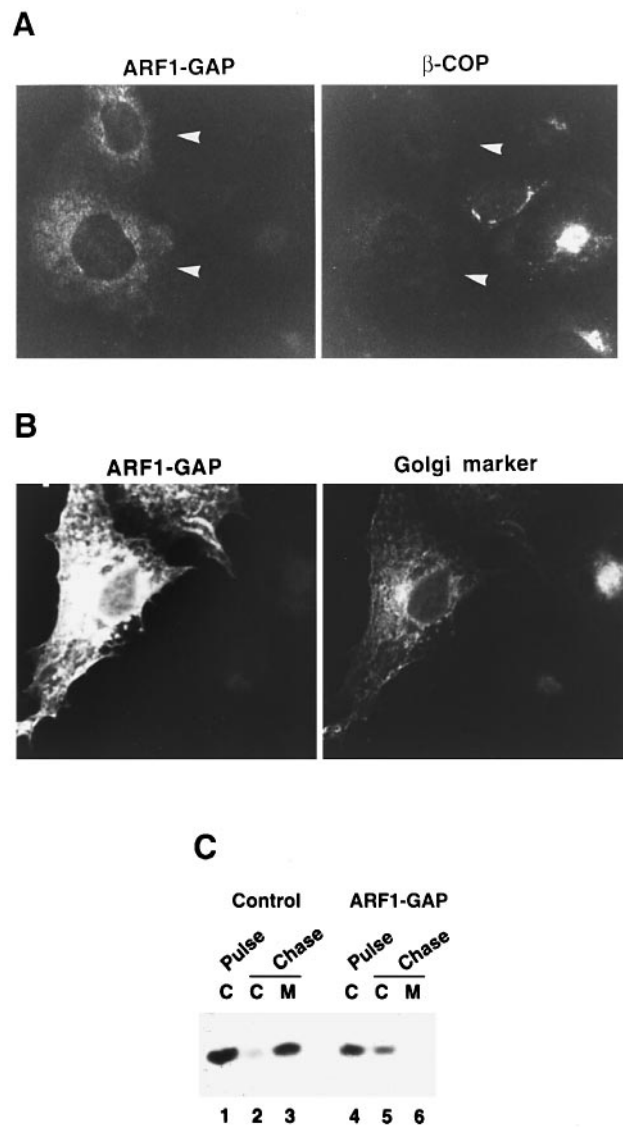 A
ARF1-GAP β-COP
B
ARF1-GAP Golgi marker
C
Control ARF1-GAP
Pulse Chase Pulse Chase
C C M C C M
1 2 3 4 5 6